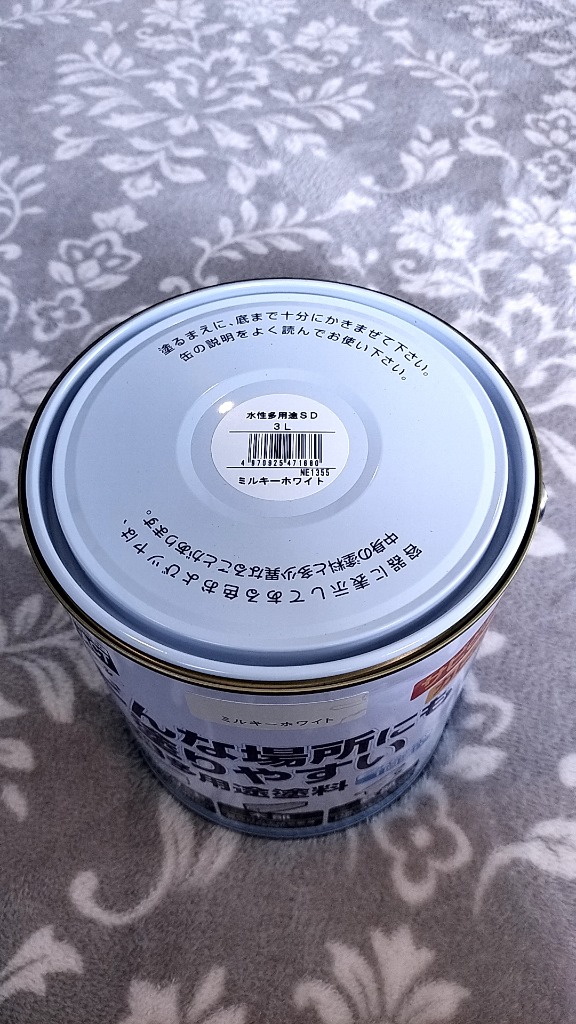 塗るまえに、底まで十分にかきまぜて下さい。
缶の説明をよく読んでお使い下さい。
水性多用途SD
3L
4 970925 471680
NE1355
ミルキーホワイト
容器に表示してある色およびツヤは、
中身の塗料と多少異なることがあります。
ミルキーホワイト
んな場所にも
塗りやすい
多用途塗料